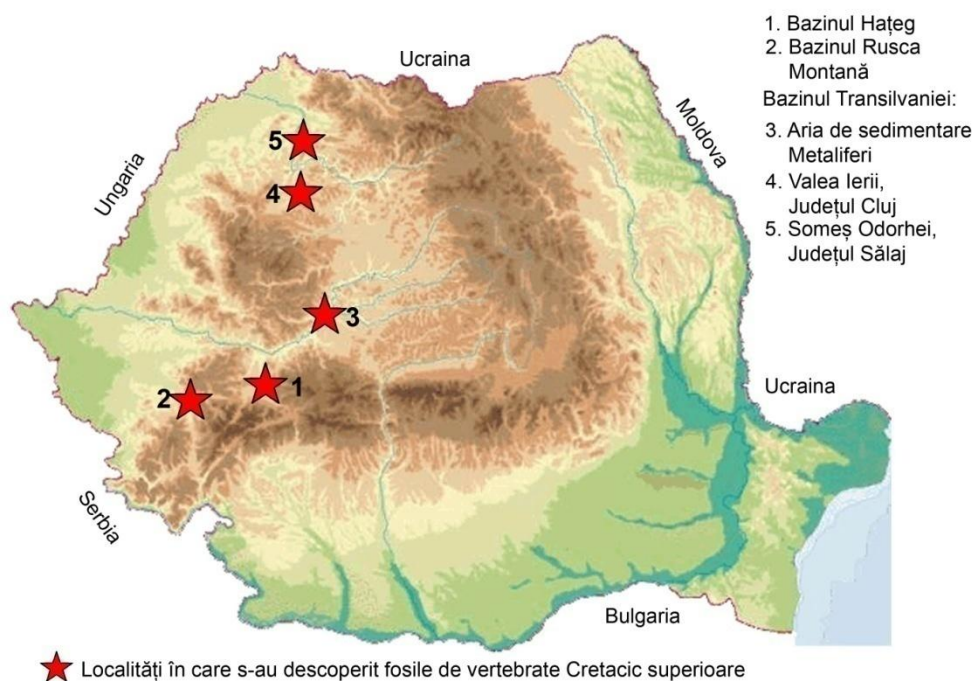 1. Bazinul Hațeg
2. Bazinul Rusca
Montană
Bazinul Transilvaniei:
3. Aria de sedimentare
Metaliferi
4. Valea Ierii,
Județul Cluj
5. Someș Odorhei,
Județul Sălaj
Ucraina
Moldova
Ungaria
5
4
3
2
1
Ucraina
Serbia
Bulgaria
Localități în care s-au descoperit fosile de vertebrate Cretacic superioare